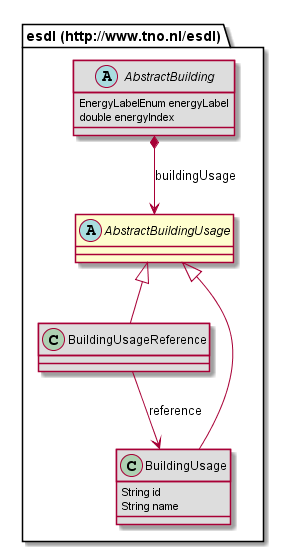 esdl (http://www.tno.nl/esdl)
A AbstractBuilding
EnergyLabelEnum energyLabel
double energyIndex
buildingUsage
A AbstractBuildingUsage
C BuildingUsageReference
reference
C BuildingUsage
String id
String name